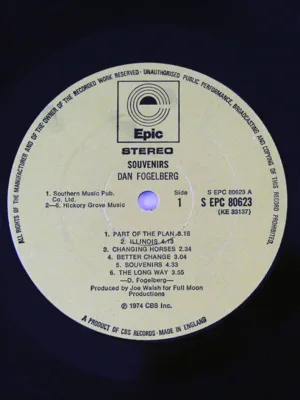 ALL RIGHTS OF THE MANUFACTURER AND OF THE OWNER OF THE RECORDED WORK RESERVED · UNAUTHORISED PUBLIC PERFORMANCE, BROADCASTING AND COPYING OF THIS RECORD PROHIBITED
Epic
STEREO
SOUVENIRS
DAN FOGELBERG
1. Southern Music Pub. Co. Ltd.
2—6. Hickory Grove Music
Side
1
S EPC 80623 A
S EPC 80623
(KE 33137)
1. PART OF THE PLAN 3.18
2. ILLINOIS 4.13
3. CHANGING HORSES 2.34
4. BETTER CHANGE 3.04
5. SOUVENIRS 4.33
6. THE LONG WAY 3.55
—D. Fogelberg—
Produced by Joe Walsh for Full Moon
Productions
℗ 1974 CBS Inc.
A PRODUCT OF CBS RECORDS · MADE IN ENGLAND